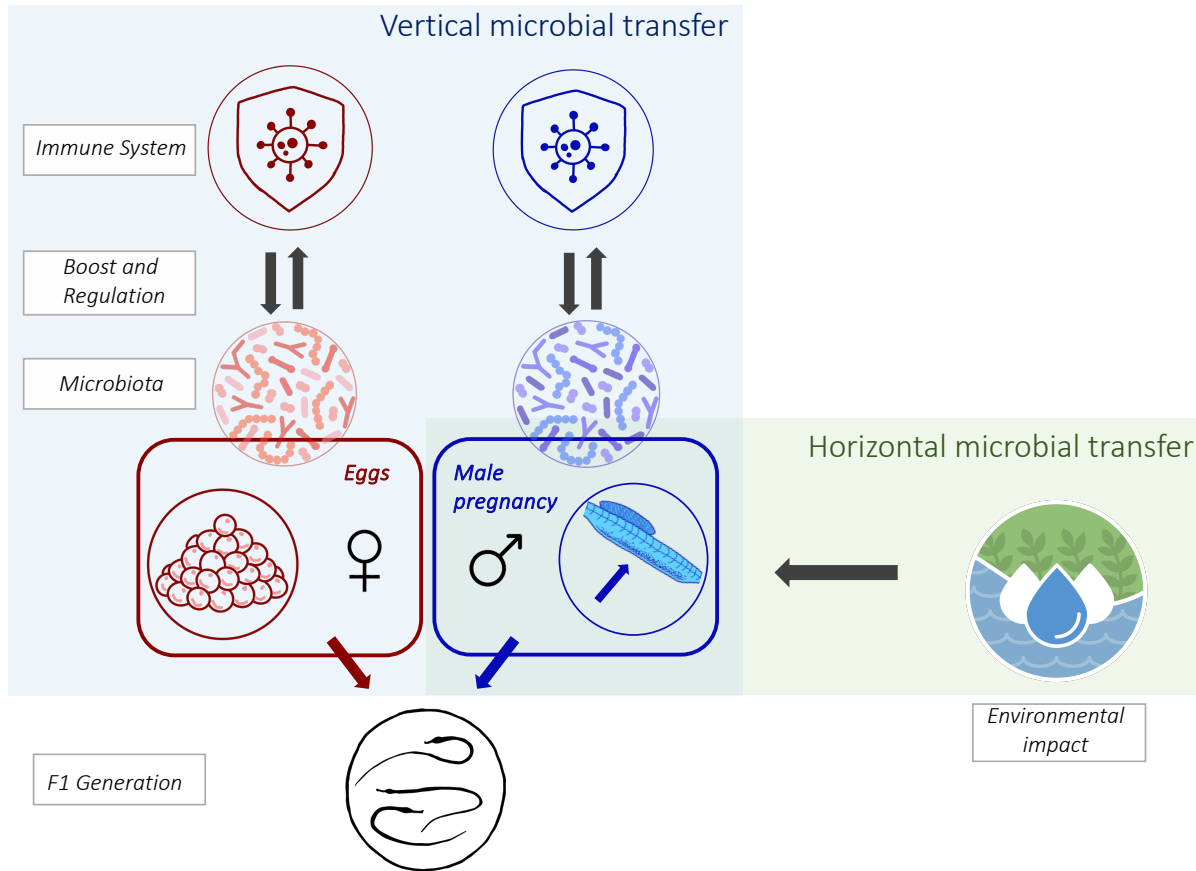 Vertical microbial transfer
Immune System
Boost and
Regulation
Microbiota
Horizontal microbial transfer
Eggs
Male
pregnancy
Environmental
impact
F1 Generation